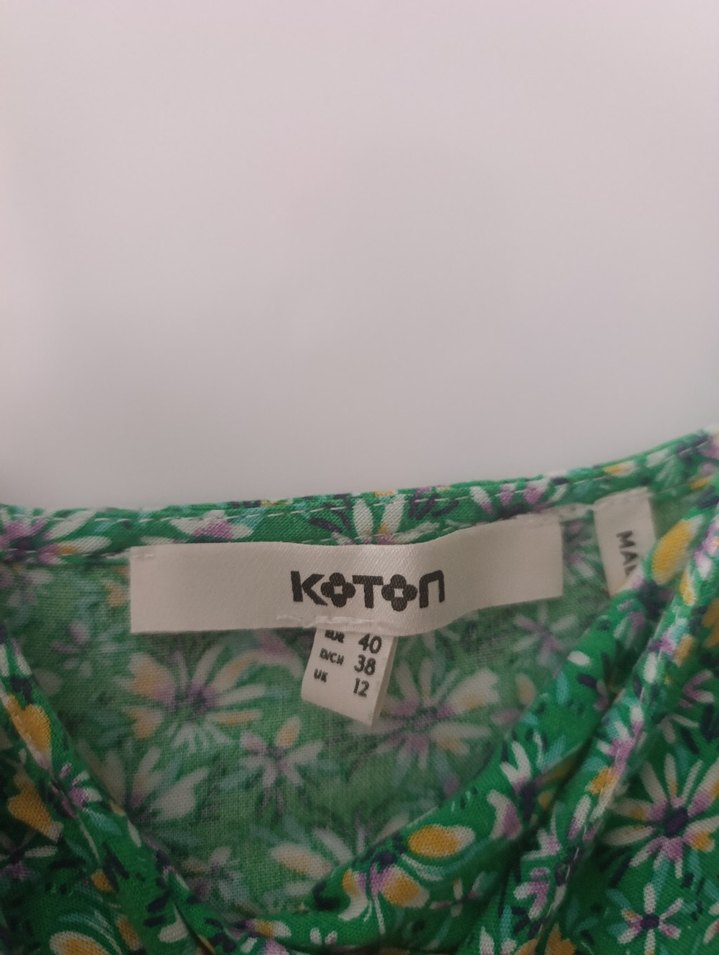 KOTON
EUR 40
D/CH 38
UK 12